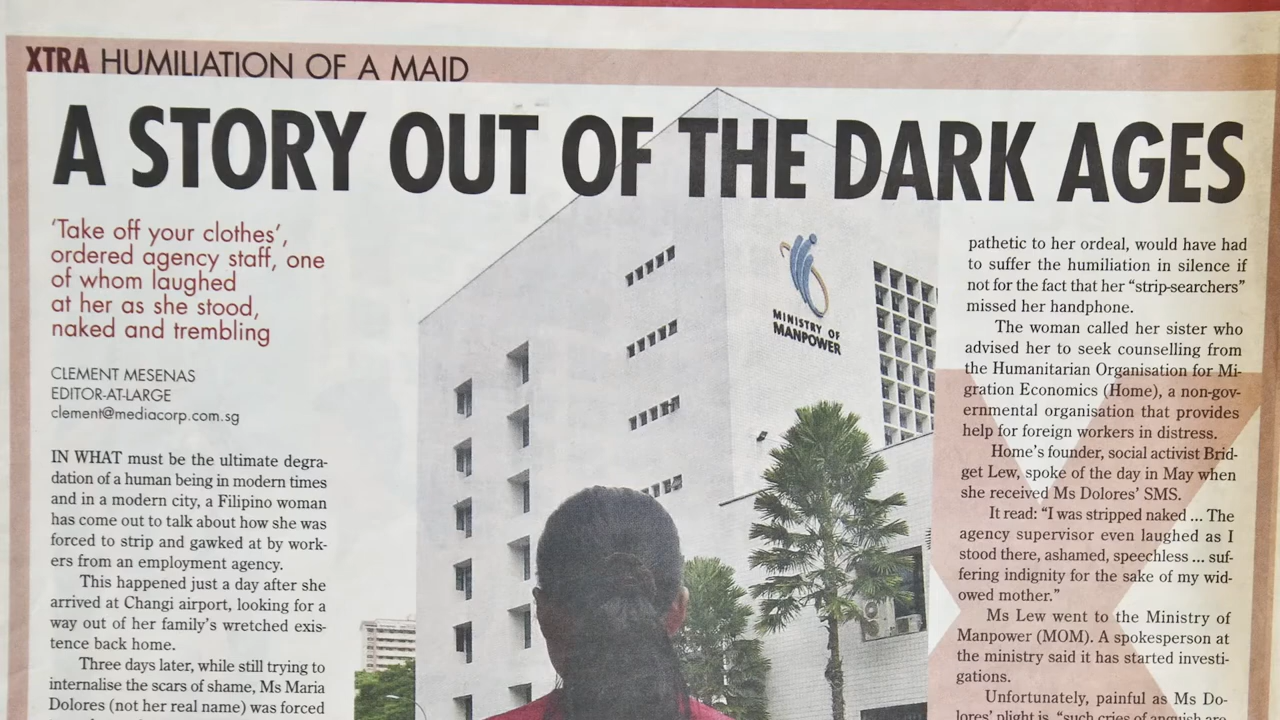 XTRA HUMILIATION OF A MAID
A STORY OUT OF THE DARK AGES
'Take off your clothes',
ordered agency staff, one
of whom laughed
at her as she stood,
naked and trembling
CLEMENT MESENAS
EDITOR-AT-LARGE
clement@mediacorp.com.sg
IN WHAT must be the ultimate degra-
dation of a human being in modern times
and in a modern city, a Filipino woman
has come out to talk about how she was
forced to strip and gawked at by work-
ers from an employment agency.
This happened just a day after she
arrived at Changi airport, looking for a
way out of her family's wretched exis-
tence back home.
Three days later, while still trying to
internalise the scars of shame, Ms Maria
Dolores (not her real name) was forced
MINISTRY OF
MANPOWER
pathetic to her ordeal, would have had
to suffer the humiliation in silence if
not for the fact that her "strip-searchers"
missed her handphone.
The woman called her sister who
advised her to seek counselling from
the Humanitarian Organisation for Mi-
gration Economics (Home), a non-gov-
ernmental organisation that provides
help for foreign workers in distress.
Home's founder, social activist Brid-
get Lew, spoke of the day in May when
she received Ms Dolores' SMS.
It read: "I was stripped naked ... The
agency supervisor even laughed as I
stood there, ashamed, speechless ... suf-
fering indignity for the sake of my wid-
owed mother."
Ms Lew went to the Ministry of
Manpower (MOM). A spokesperson at
the ministry said it has started investi-
gations.
Unfortunately, painful as Ms Do-
lores' plight is, "such cries of anguish are